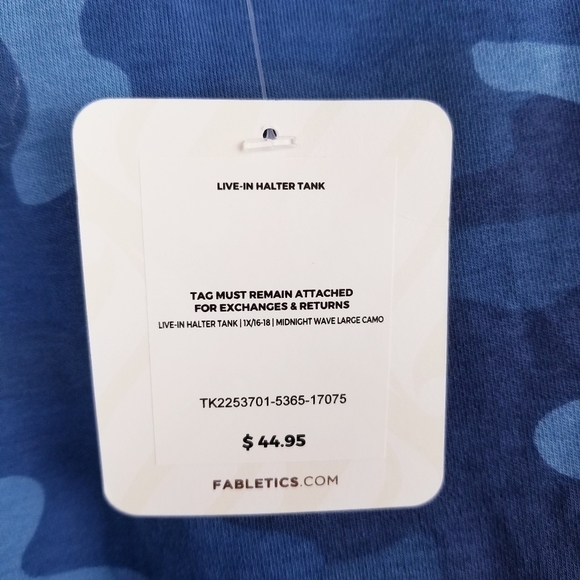 LIVE-IN HALTER TANK
TAG MUST REMAIN ATTACHED
FOR EXCHANGES & RETURNS
LIVE-IN HALTER TANK | 1X/16-18 | MIDNIGHT WAVE LARGE CAMO
TK2253701-5365-17075
$ 44.95
FABLETICS.COM